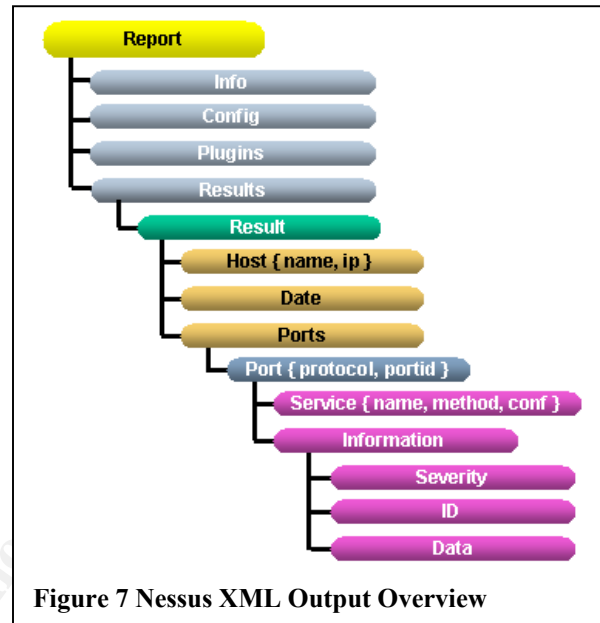 Report
Info
Config
Plugins
Results
Result
Host { name, ip }
Date
Ports
Port { protocol, portid }
Service { name, method, conf }
Information
Severity
ID
Data
Figure 7 Nessus XML Output Overview